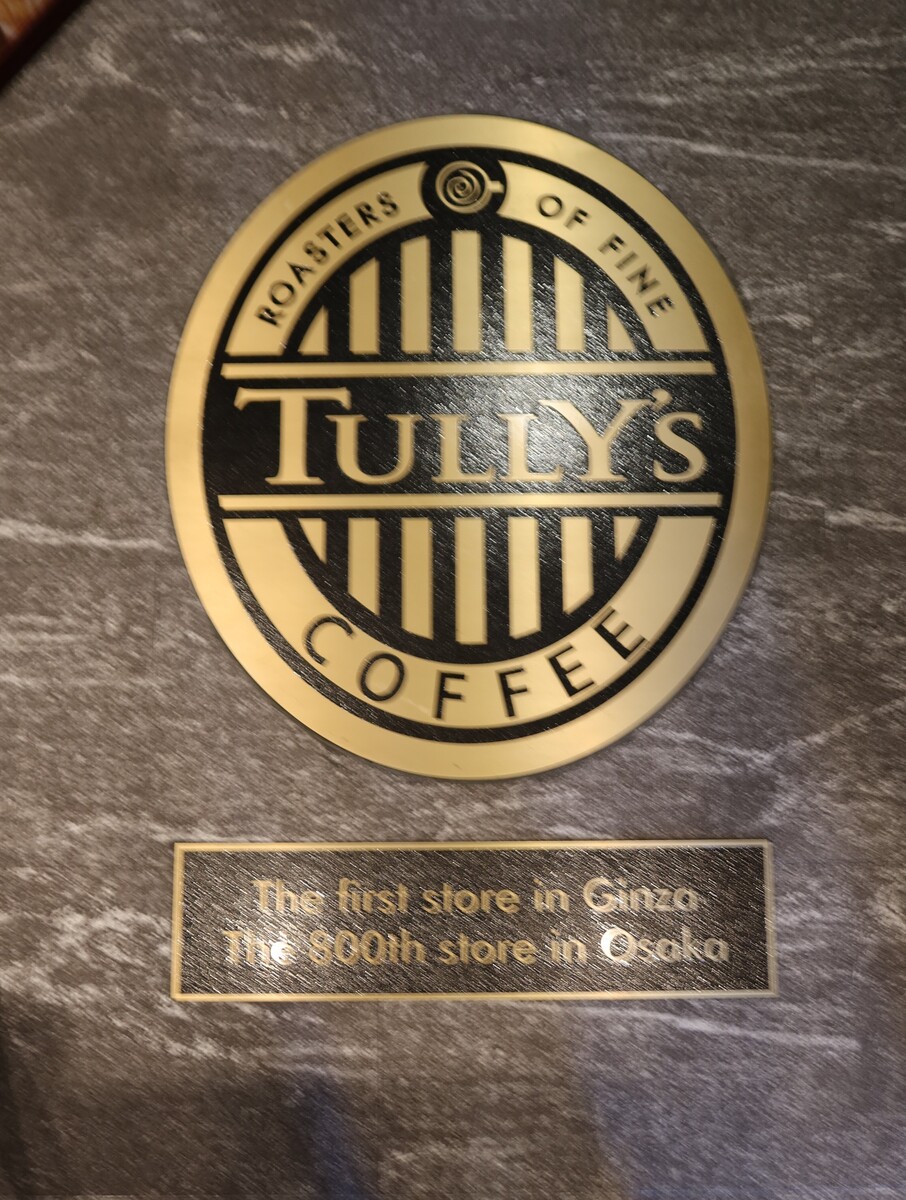 ROASTERS OF FINE
TULLY'S
COFFEE
The first store in Ginza
The 800th store in Osaka